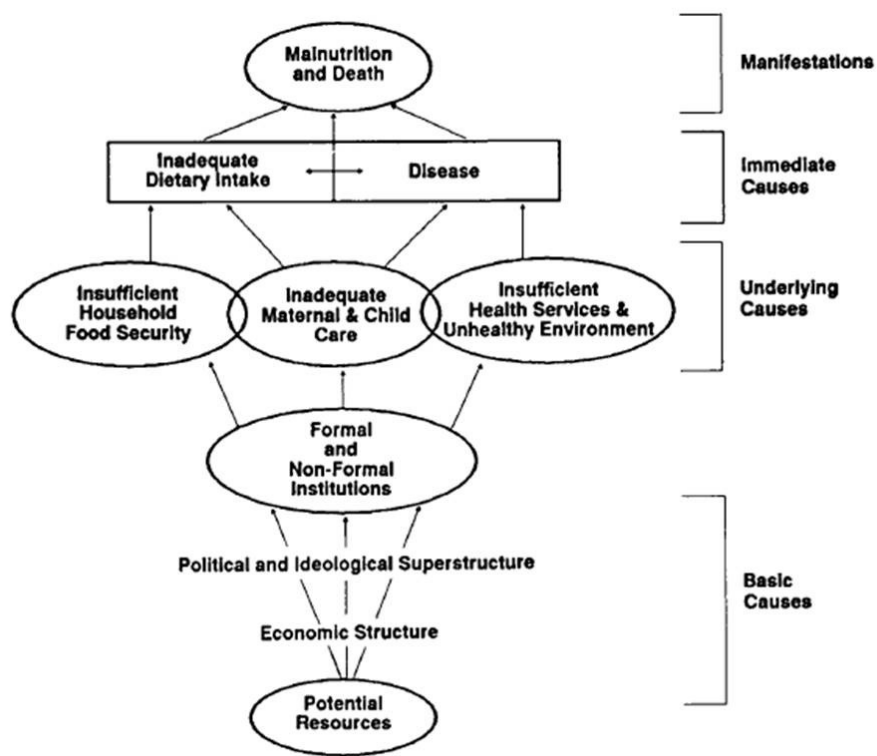 Malnutrition
and Death
Manifestations
Inadequate
Dietary Intake
Disease
Immediate
Causes
Insufficient
Household
Food Security
Inadequate
Maternal & Child
Care
Insufficient
Health Services &
Unhealthy Environment
Underlying
Causes
Formal
and
Non-Formal
Institutions
Political and Ideological Superstructure
Economic Structure
Basic
Causes
Potential
Resources